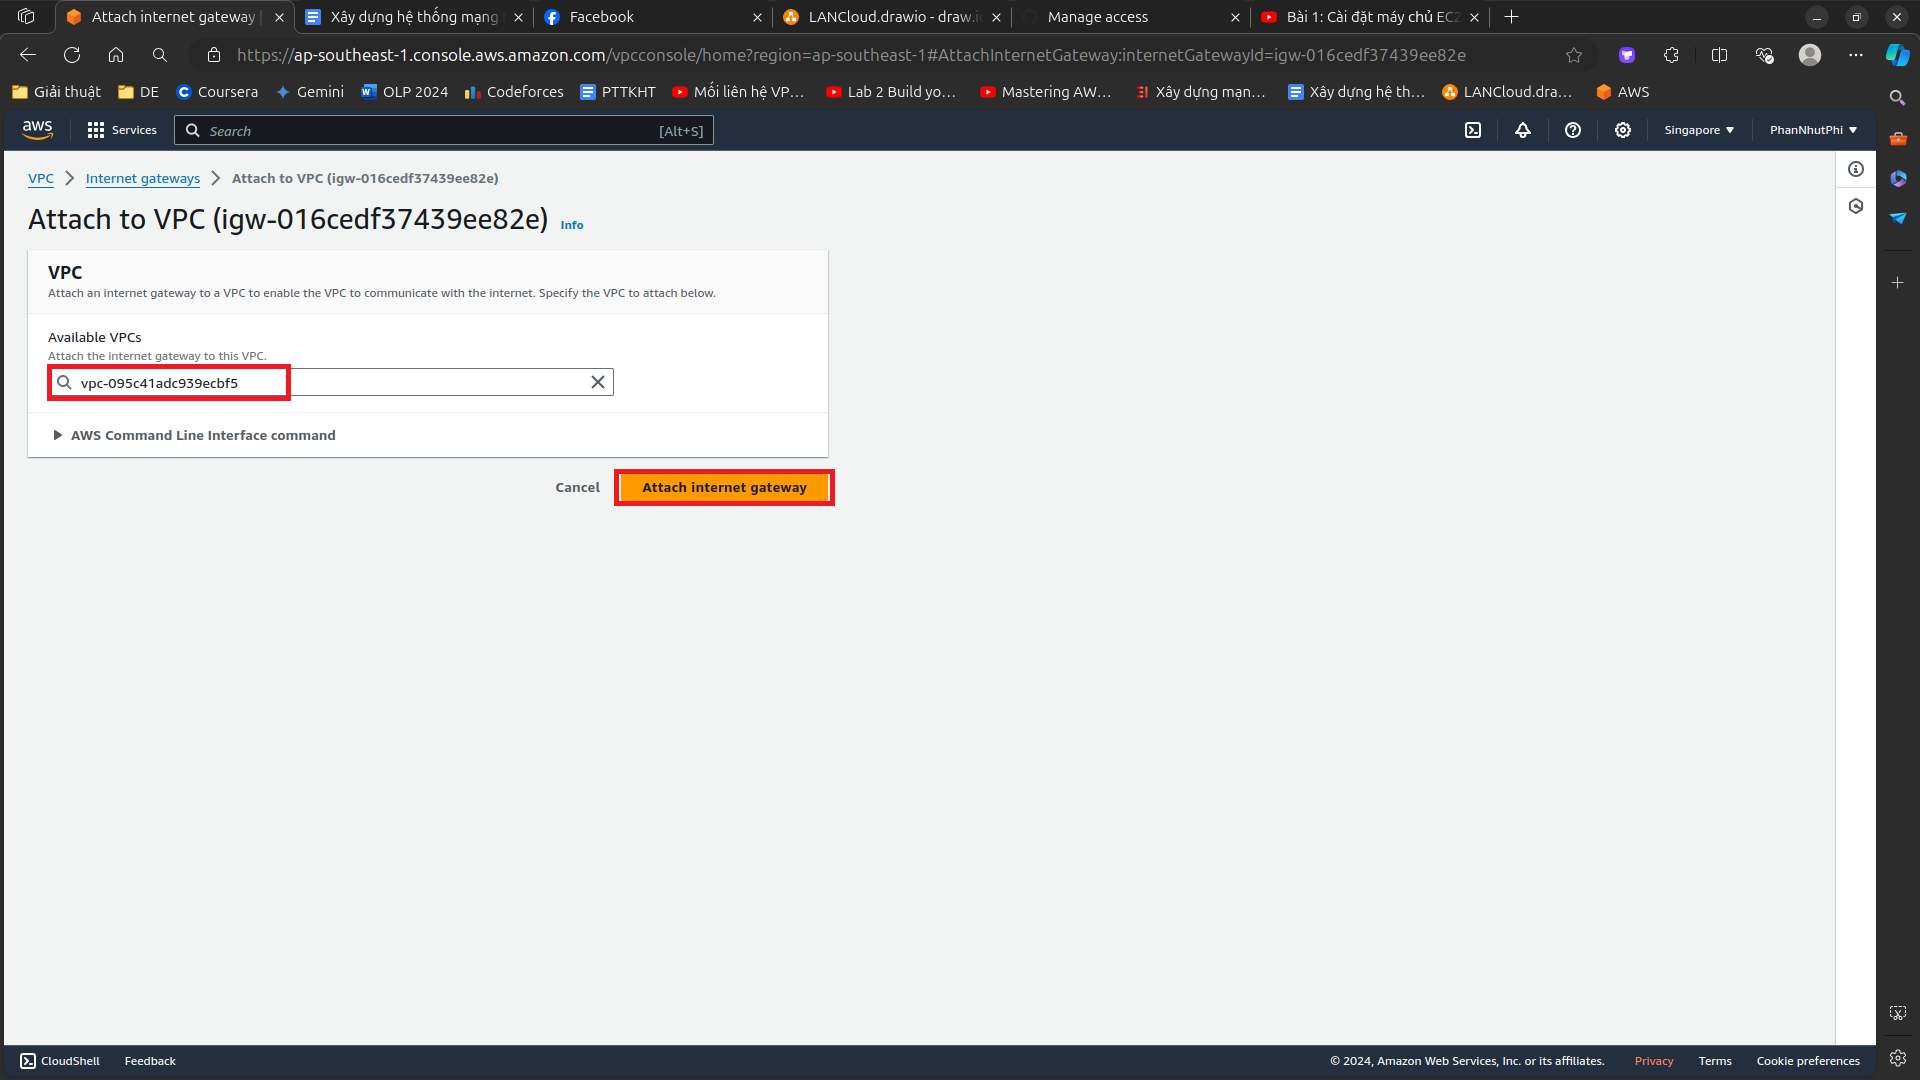 Attach internet gateway |
Xây dựng hệ thống mạng
Facebook
LANCloud.drawio - draw.i
Manage access
Bài 1: Cài đặt máy chủ EC2
https://ap-southeast-1.console.aws.amazon.com/vpcconsole/home?region=ap-southeast-1#AttachInternetGateway:internetGatewayId=igw-016cedf37439ee82e
Giải thuật
DE
Coursera
Gemini
OLP 2024
Codeforces
PTTKHT
Mối liên hệ VP...
Lab 2 Build yo...
Mastering AW...
Xây dựng mạn...
Xây dựng hệ th...
LANCloud.dra...
AWS
aws
Services
Search
[Alt+S]
Singapore
PhanNhutPhi
VPC
Internet gateways
Attach to VPC (igw-016cedf37439ee82e)
Attach to VPC (igw-016cedf37439ee82e)
Info
VPC
Attach an internet gateway to a VPC to enable the VPC to communicate with the internet. Specify the VPC to attach below.
Available VPCs
Attach the internet gateway to this VPC.
vpc-095c41adc939ecbf5
AWS Command Line Interface command
Cancel
Attach internet gateway
CloudShell
Feedback
© 2024, Amazon Web Services, Inc. or its affiliates.
Privacy
Terms
Cookie preferences